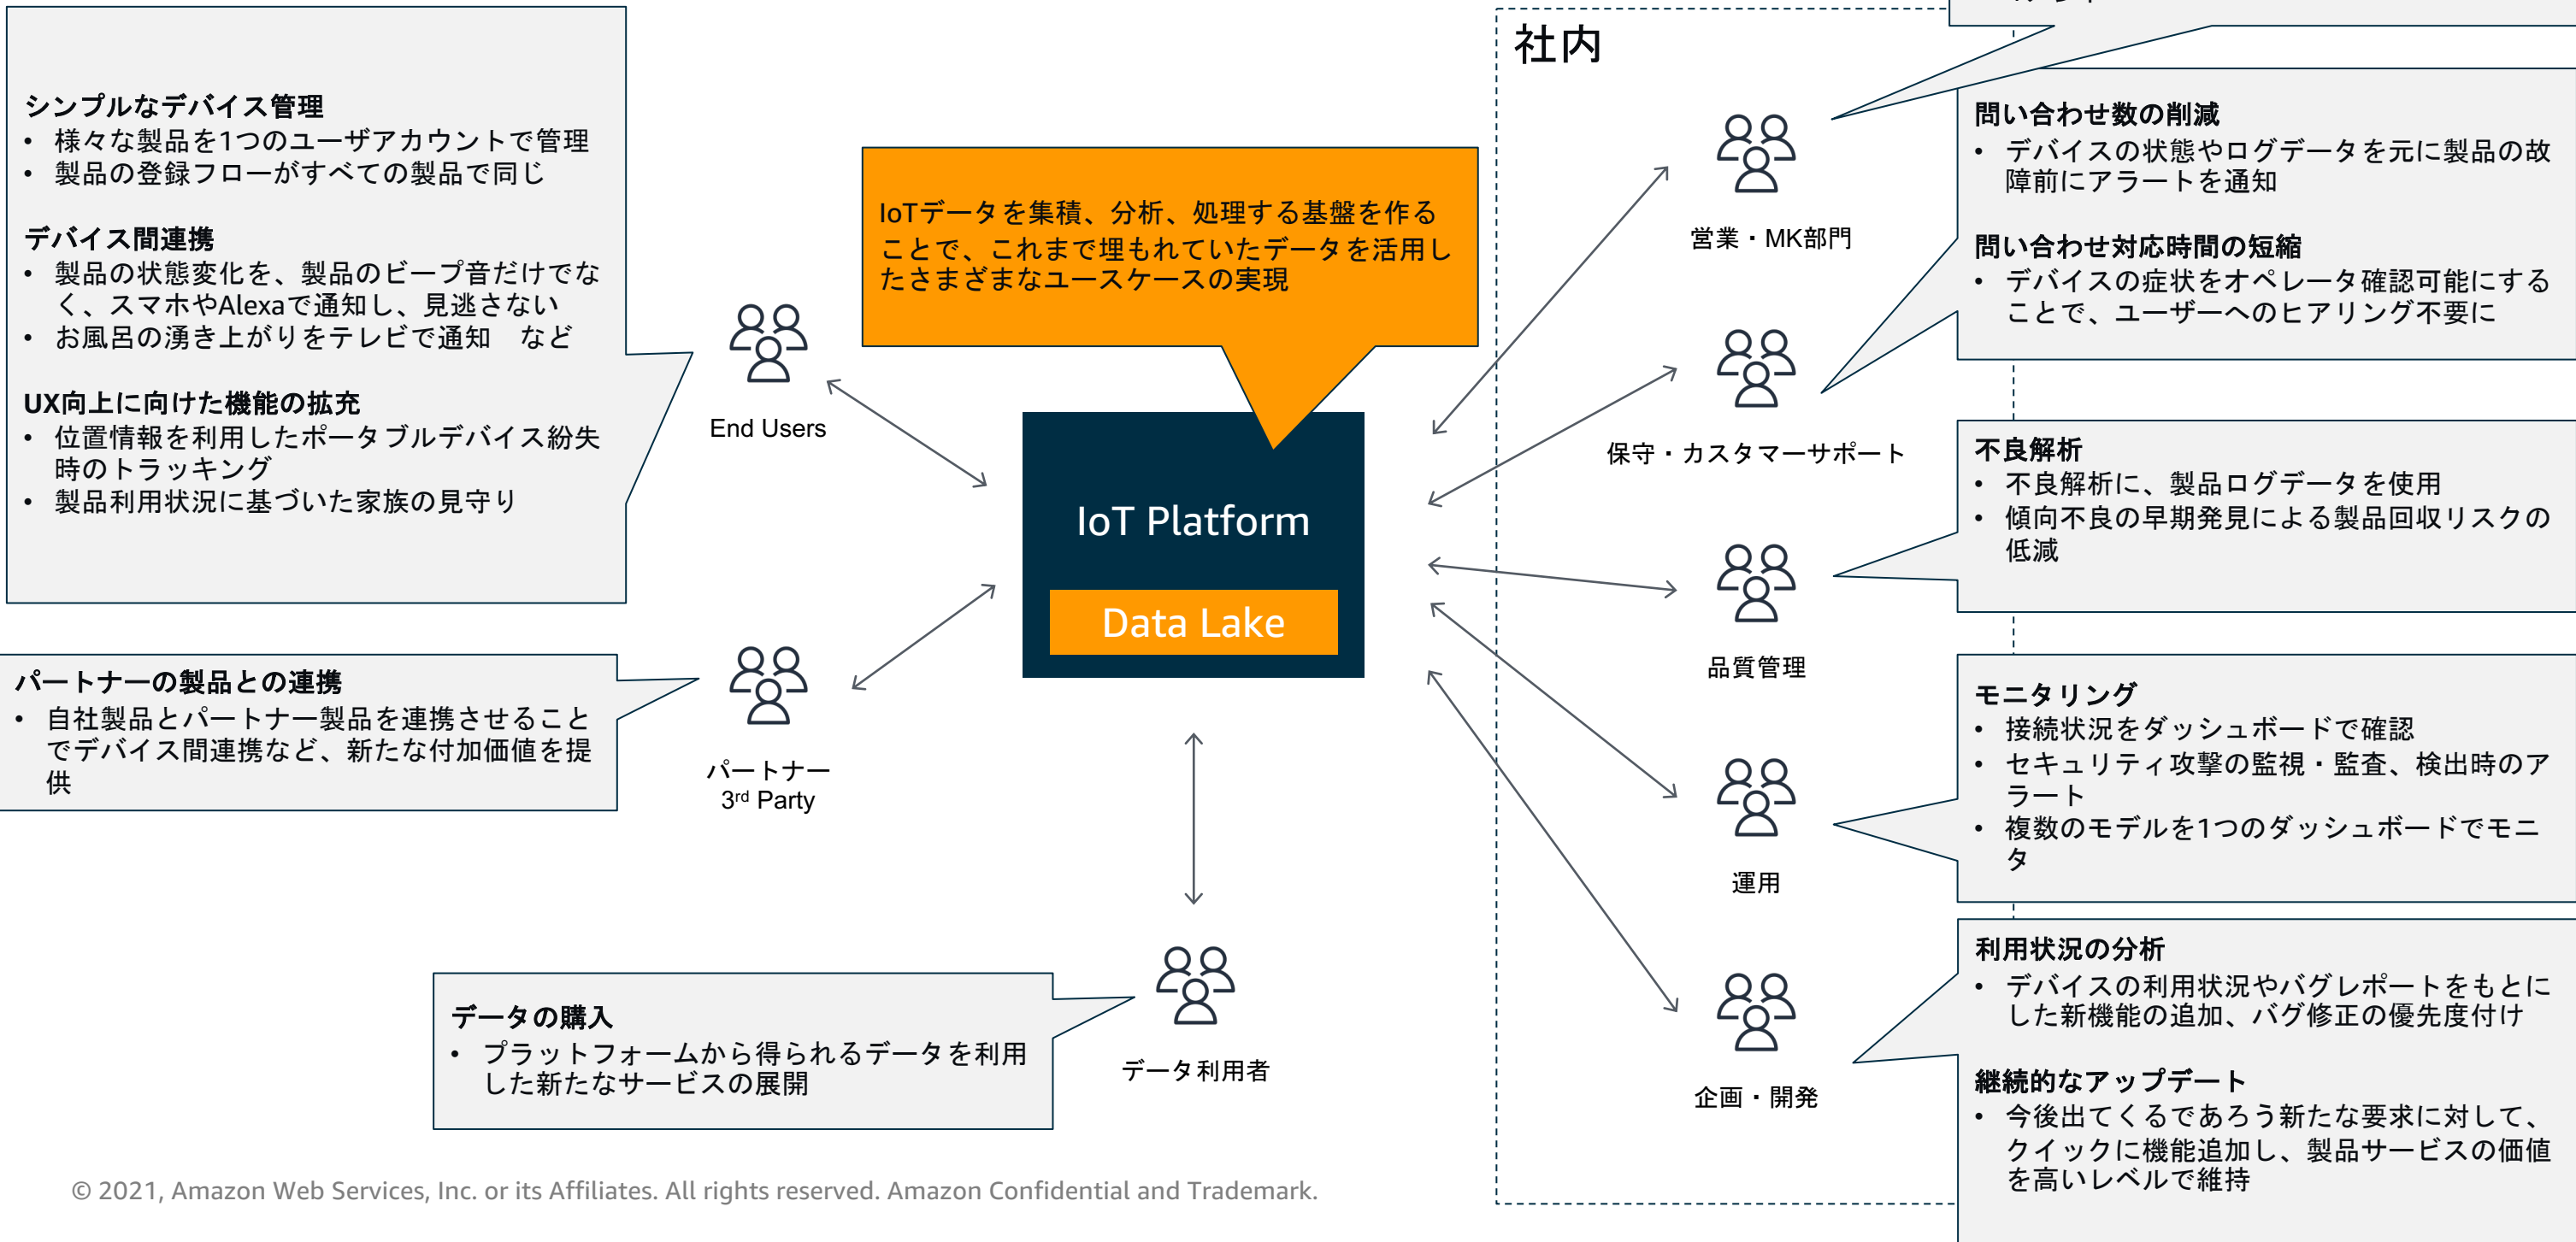 シンプルなデバイス管理
• 様々な製品を1つのユーザアカウントで管理
• 製品の登録フローがすべての製品で同じ
デバイス間連携
• 製品の状態変化を、製品のビープ音だけでな
く、スマホやAlexaで通知し、見逃さない
• お風呂の湧き上がりをテレビで通知　など
UX向上に向けた機能の拡充
• 位置情報を利用したポータブルデバイス紛失
時のトラッキング
• 製品利用状況に基づいた家族の見守り
End Users
パートナーの製品との連携
• 自社製品とパートナー製品を連携させること
でデバイス間連携など、新たな付加価値を提
供
パートナー
3rd Party
IoTデータを集積、分析、処理する基盤を作る
ことで、これまで埋もれていたデータを活用し
たさまざまなユースケースの実現
IoT Platform
Data Lake
データの購入
• プラットフォームから得られるデータを利用
した新たなサービスの展開
データ利用者
社内
営業・MK部門
問い合わせ数の削減
• デバイスの状態やログデータを元に製品の故
障前にアラートを通知
問い合わせ対応時間の短縮
• デバイスの症状をオペレータ確認可能にする
ことで、ユーザーへのヒアリング不要に
保守・カスタマーサポート
不良解析
• 不良解析に、製品ログデータを使用
• 傾向不良の早期発見による製品回収リスクの
低減
品質管理
モニタリング
• 接続状況をダッシュボードで確認
• セキュリティ攻撃の監視・監査、検出時のア
ラート
• 複数のモデルを1つのダッシュボードでモニ
タ
運用
利用状況の分析
• デバイスの利用状況やバグレポートをもとに
した新機能の追加、バグ修正の優先度付け
継続的なアップデート
• 今後出てくるであろう新たな要求に対して、
クイックに機能追加し、製品サービスの価値
を高いレベルで維持
企画・開発
© 2021, Amazon Web Services, Inc. or its Affiliates. All rights reserved. Amazon Confidential and Trademark.